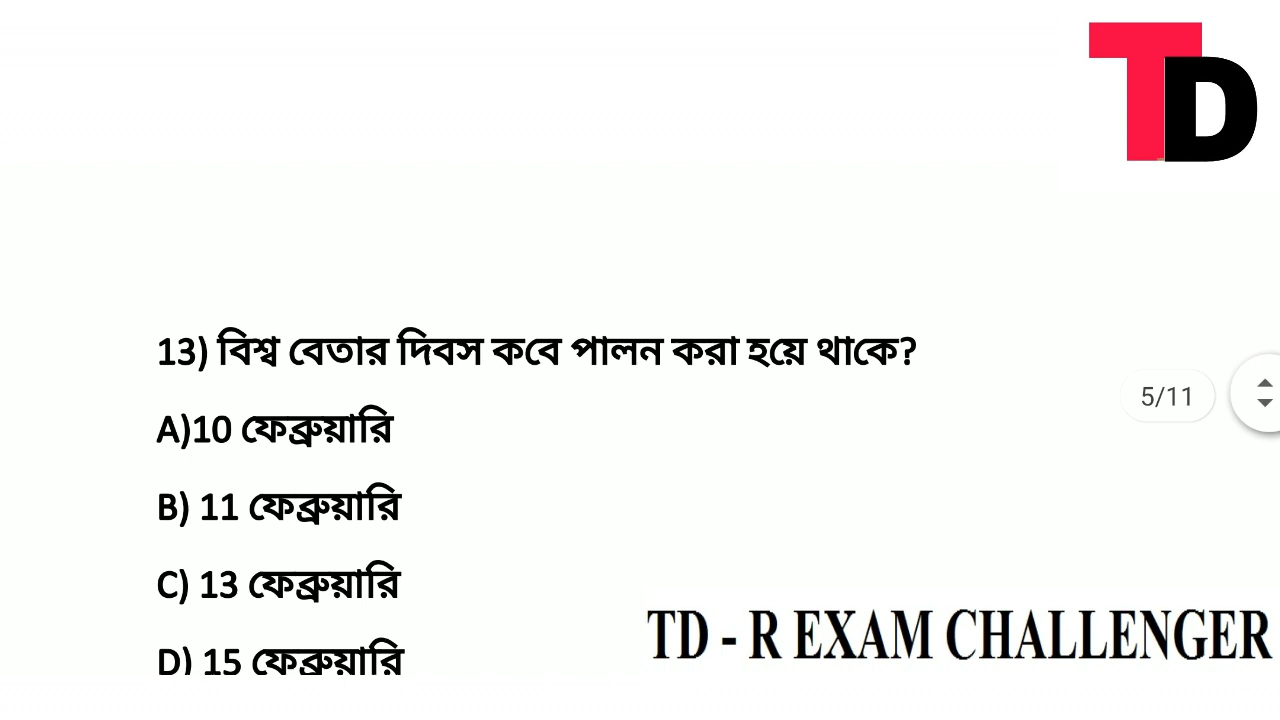 TD
13) বিশ্ব বেতার দিবস কবে পালন করা হয়ে থাকে?
5/11
A)10 ফেব্রুয়ারি
B) 11 ফেব্রুয়ারি
C) 13 ফেব্রুয়ারি
D) 15 ফেব্রুয়ারি
TD - R EXAM CHALLENGER